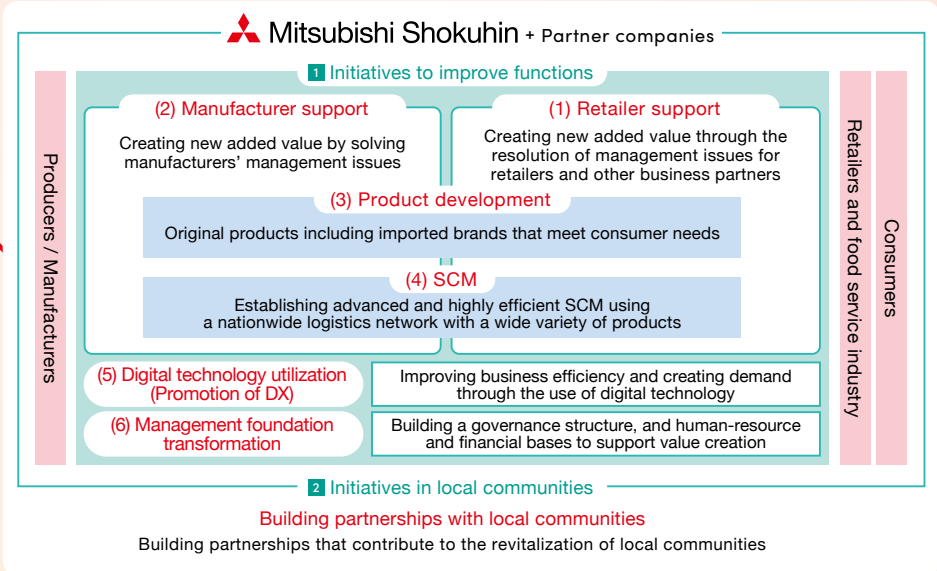 Mitsubishi Shokuhin + Partner companies
1 Initiatives to improve functions
(2) Manufacturer support
Creating new added value by solving
manufacturers' management issues
(1) Retailer support
Creating new added value through the
resolution of management issues for
retailers and other business partners
(3) Product development
Original products including imported brands that meet consumer needs
(4) SCM
Establishing advanced and highly efficient SCM using
a nationwide logistics network with a wide variety of products
(5) Digital technology utilization
(Promotion of DX)
Improving business efficiency and creating demand
through the use of digital technology
(6) Management foundation
transformation
Building a governance structure, and human-resource
and financial bases to support value creation
Producers / Manufacturers
Retailers and food service industry
Consumers
2 Initiatives in local communities
Building partnerships with local communities
Building partnerships that contribute to the revitalization of local communities